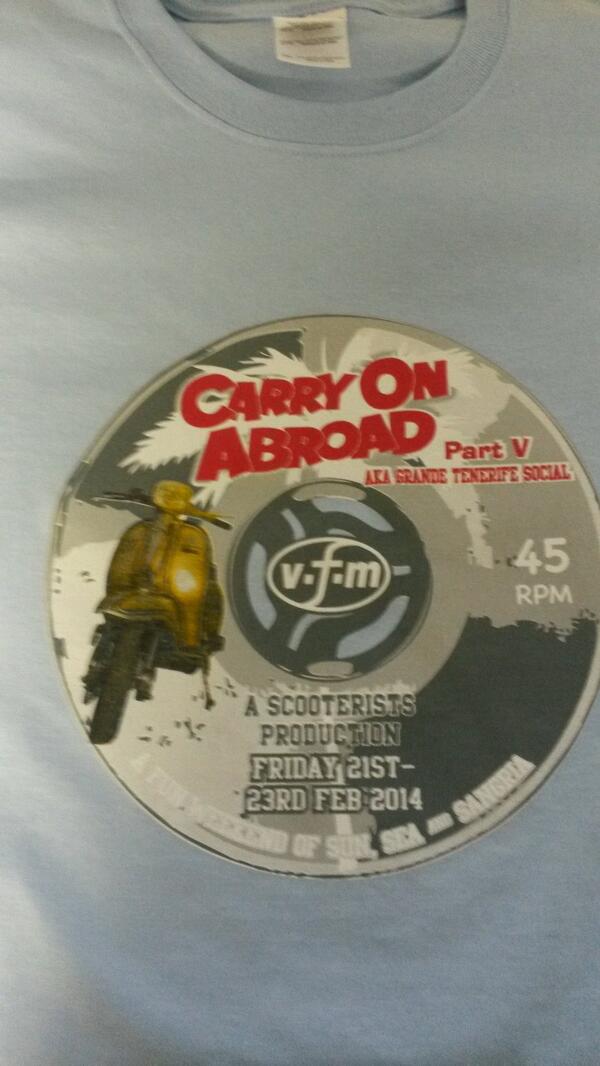 CARRY ON
ABROAD
Part V
AKA GRANDE TENERIFE SOCIAL
45
RPM
v.f.m
A SCOOTERISTS
PRODUCTION
FRIDAY 21ST-
23RD FEB 2014
A FUN WEEKEND OF SUN, SEA AND SANGRIA